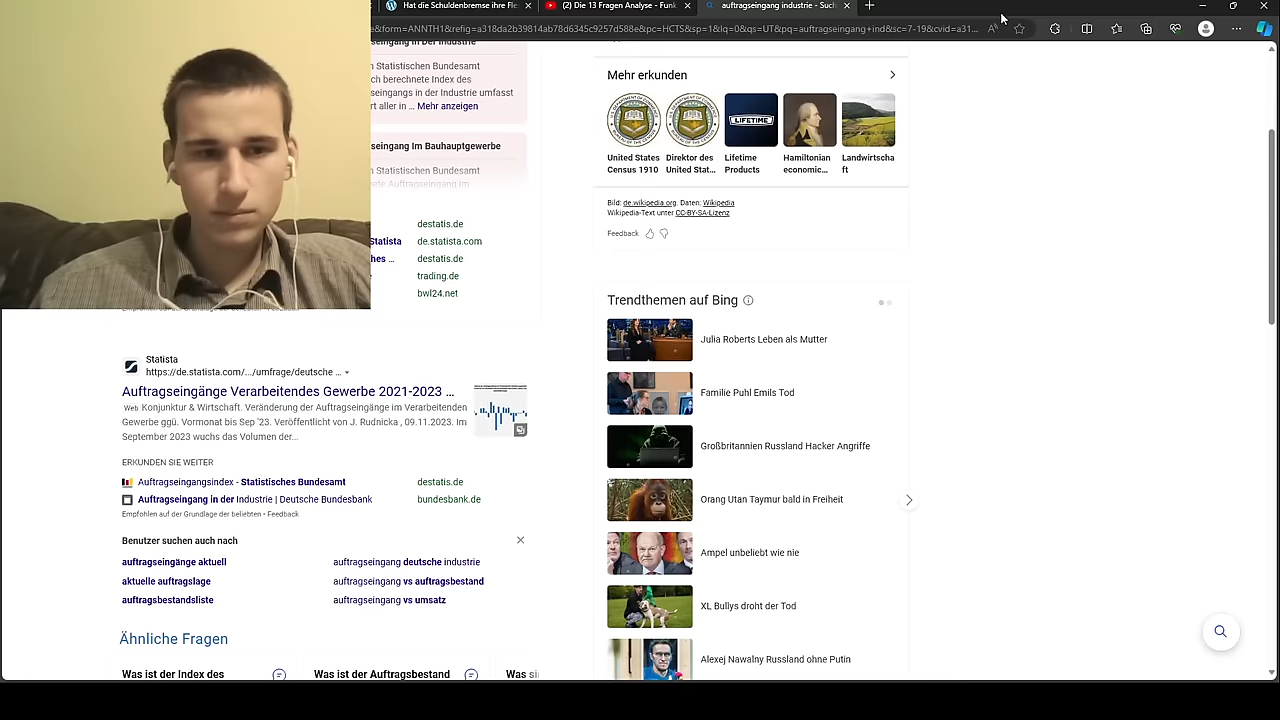 Hat die Schuldenbremse ihre Fle
(2) Die 13 Fragen Analyse - Funk
auftragseingang industrie - Such
e&form=ANNTH1&refig=a318da2b39814ab78d6345c9257d568e&pc=HCTS&sp=1&lq=0&qs=UT&pq=auftragseingang+ind&sc=7-19&cvid=a31...
seingang in Der Industrie
n Statistischen Bundesamt
ch berechnete Index des
seingangs in der Industrie umfasst
rt aller in ... Mehr anzeigen
seingang Im Bauhauptgewerbe
n Statistischen Bundesamt
destatis.de
Statista de.statista.com
hes ... destatis.de
trading.de
bwl24.net
Statista
https://de.statista.com/.../umfrage/deutsche ...
Auftragseingänge Verarbeitendes Gewerbe 2021-2023 ...
Web Konjunktur & Wirtschaft. Veränderung der Auftragseingänge im Verarbeitenden
Gewerbe ggü. Vormonat bis Sep '23. Veröffentlicht von J. Rudnicka , 09.11.2023. Im
September 2023 wuchs das Volumen der...
ERKUNDEN SIE WEITER
Auftragseingangsindex - Statistisches Bundesamt destatis.de
Auftragseingang in der Industrie | Deutsche Bundesbank bundesbank.de
Empfohlen auf der Grundlage der beliebten • Feedback
Benutzer suchen auch nach
auftragseingänge aktuell auftragseingang deutsche industrie
aktuelle auftragslage auftragseingang vs auftragsbestand
auftragsbestandsliste auftragseingang vs umsatz
Ähnliche Fragen
Was ist der Index des Was ist der Auftragsbestand Was si
Mehr erkunden
United States Census 1910
Direktor des United Stat...
LIFETIME
Lifetime Products
Hamiltonian economic...
Landwirtscha ft
Bild: de.wikipedia.org. Daten: Wikipedia
Wikipedia-Text unter CC-BY-SA-Lizenz
Feedback
Trendthemen auf Bing
Julia Roberts Leben als Mutter
Familie Puhl Emils Tod
Großbritannien Russland Hacker Angriffe
Orang Utan Taymur bald in Freiheit
Ampel unbeliebt wie nie
XL Bullys droht der Tod
Alexej Nawalny Russland ohne Putin